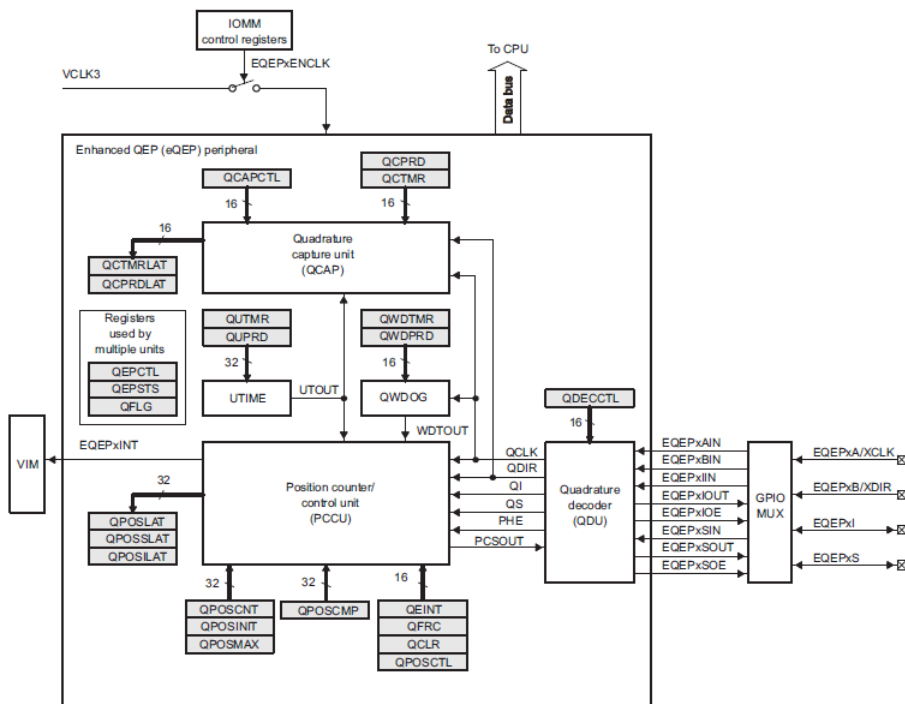 IOMM
control registers
EQEPxENCLK
VCLK3
To CPU
Data bus
Enhanced QEP (eQEP) peripheral
QCAPCTL
QCPRD
QCTMR
16
16
16
Quadrature
capture unit
(QCAP)
QCTMRLAT
QCPRDLAT
Registers
used by
multiple units
QEPCTL
QEPSTS
QFLG
QUTMR
QUPRD
QWDTMR
QWDPRD
32
16
UTIME
UTOUT
QWDOG
WDTOUT
QDECCTL
16
VIM
EQEPxINT
32
Position counter/
control unit
(PCCU)
QCLK
QDIR
QI
QS
PHE
PCSOUT
Quadrature
decoder
(QDU)
EQEPxAIN
EQEPxBIN
EQEPxIIN
EQEPxIOUT
EQEPxIOE
EQEPxSIN
EQEPxSOUT
EQEPxSOE
GPIO
MUX
EQEPxA/XCLK
EQEPxB/XDIR
EQEPxI
EQEPxS
QPOSLAT
QPOSSLAT
QPOSILAT
32
32
16
QPOSCNT
QPOSINIT
QPOSMAX
QPOSCMP
QEINT
QFRC
QCLR
QPOSCTL